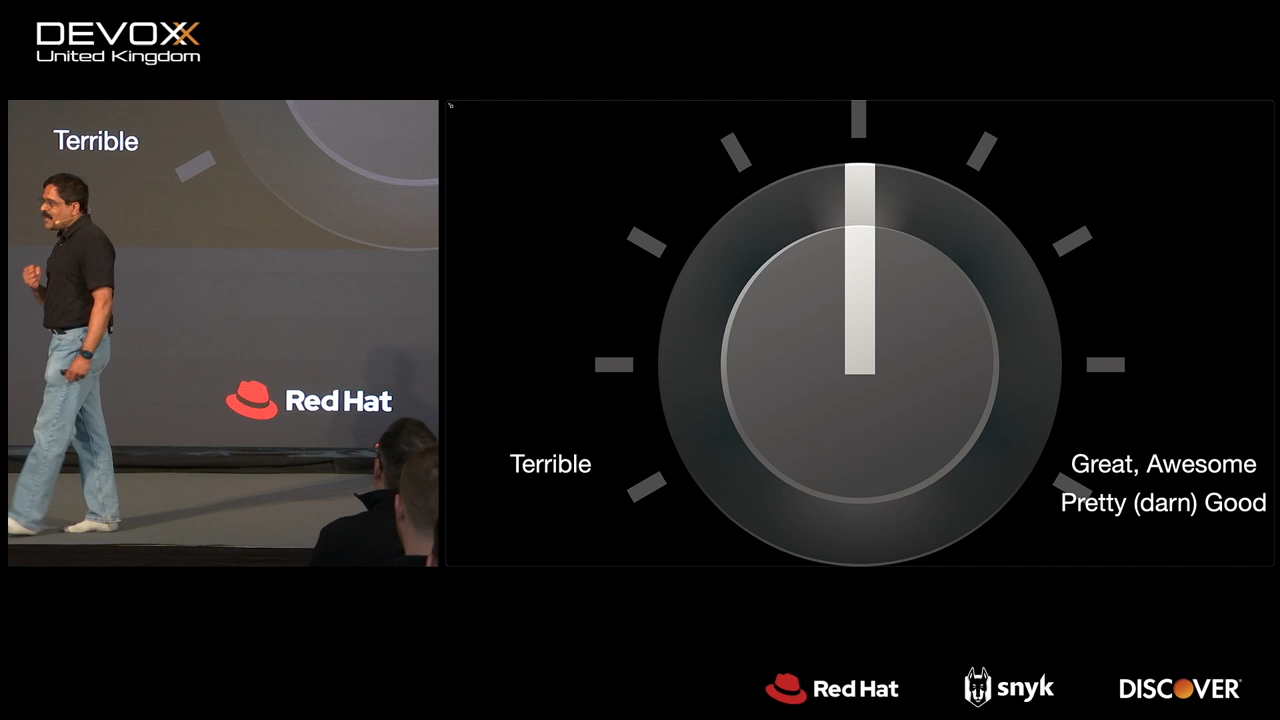 DEVOXX
United Kingdom
Terrible
Red Hat
Terrible
Great, Awesome
Pretty (darn) Good
Red Hat
snyk
DISCOVER